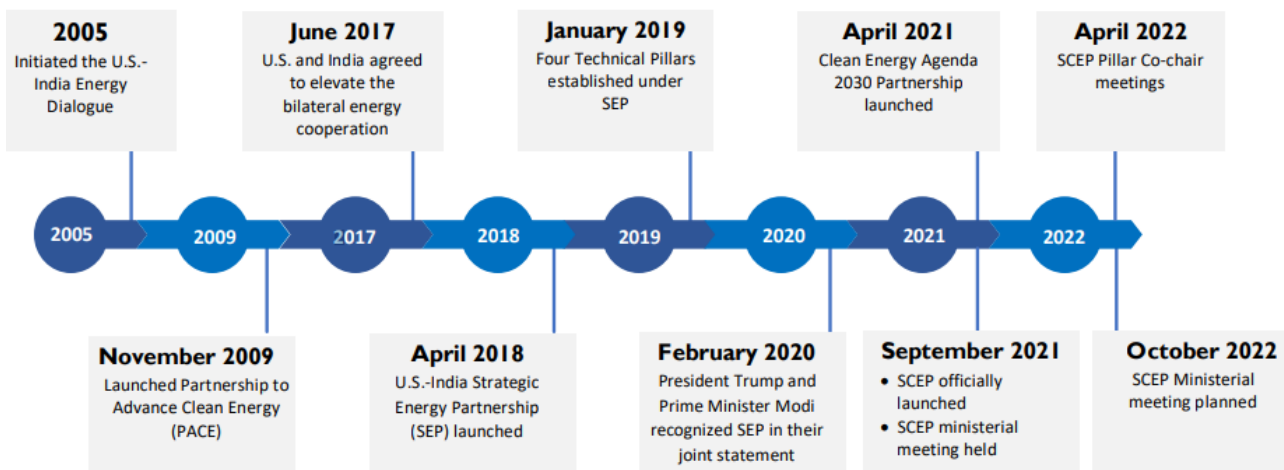 2005
Initiated the U.S.-
India Energy
Dialogue
June 2017
U.S. and India agreed
to elevate the
bilateral energy
cooperation
January 2019
Four Technical Pillars
established under
SEP
April 2021
Clean Energy Agenda
2030 Partnership
launched
April 2022
SCEP Pillar Co-chair
meetings
2005
2009
2017
2018
2019
2020
2021
2022
November 2009
Launched Partnership to
Advance Clean Energy
(PACE)
April 2018
U.S.-India Strategic
Energy Partnership
(SEP) launched
February 2020
President Trump and
Prime Minister Modi
recognized SEP in their
joint statement
September 2021
• SCEP officially
launched
• SCEP ministerial
meeting held
October 2022
SCEP Ministerial
meeting planned